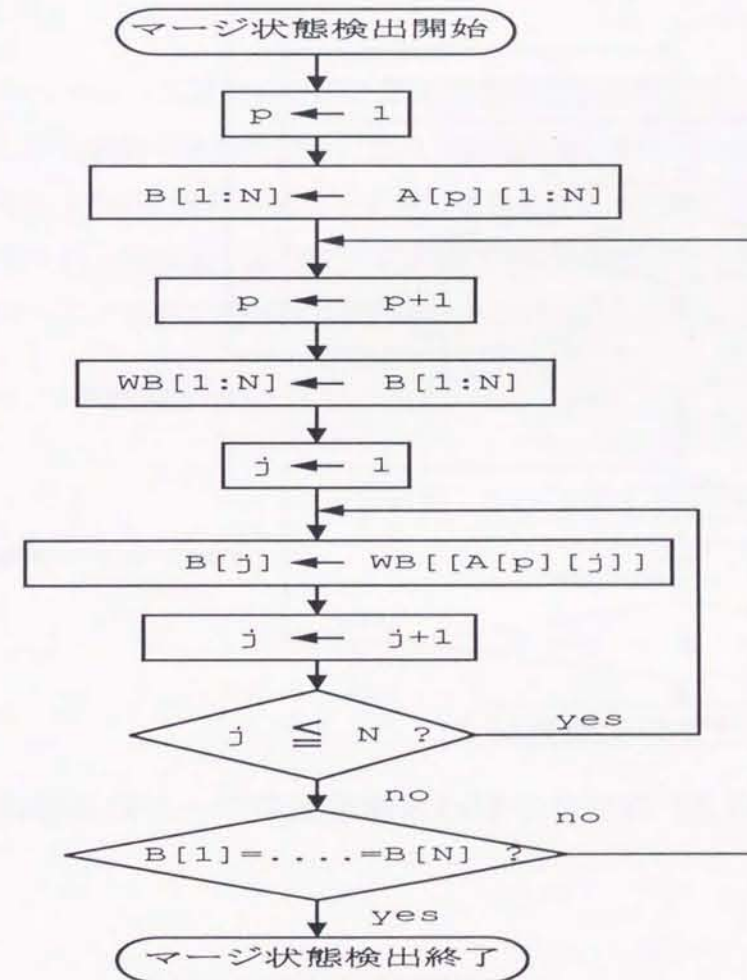 マージ状態検出開始
p ← 1
B[1:N] ← A[p][1:N]
p ← p+1
WB[1:N] ← B[1:N]
j ← 1
B[j] ← WB[[A[p][j]]
j ← j+1
j ≦ N ?
yes
no
no
B[1]=....=B[N] ?
yes
マージ状態検出終了